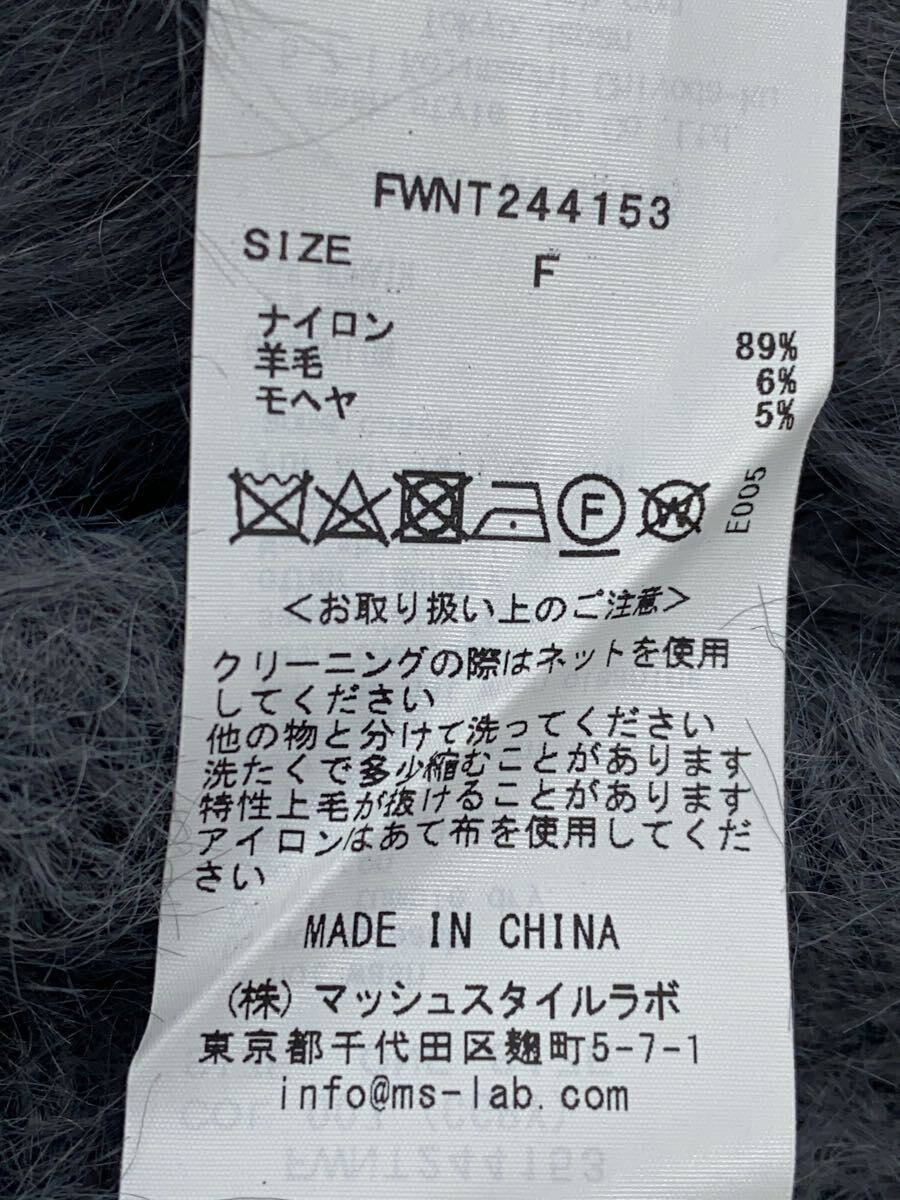 FWNT244153
SIZE F
ナイロン 89%
羊毛 6%
モヘヤ 5%
F W E005
<お取り扱い上のご注意>
クリーニングの際はネットを使用
してください
他の物と分けて洗ってください
洗たくで多少縮むことがあります
特性上毛が抜けることがあります
アイロンはあて布を使用してくだ
さい
MADE IN CHINA
(株) マッシュスタイルラボ
東京都千代田区麹町5-7-1
info@ms-lab.com
FWNT244153